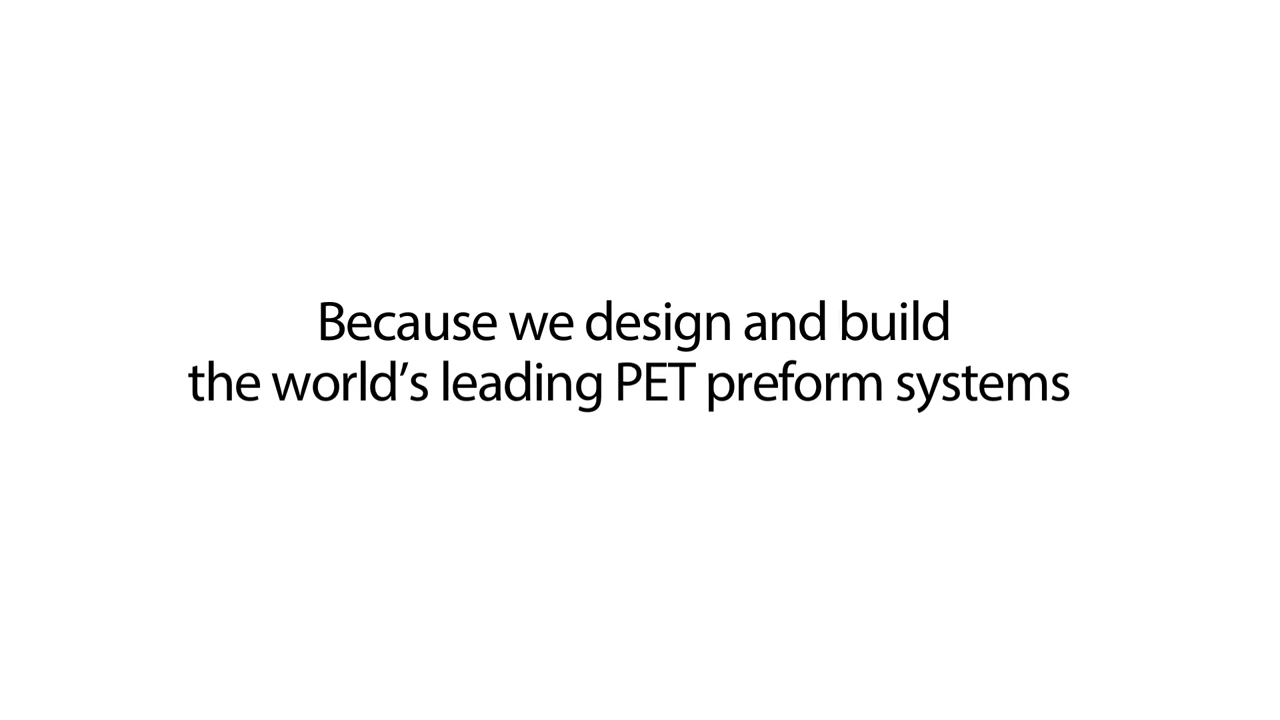 Because we design and build
the world’s leading PET preform systems